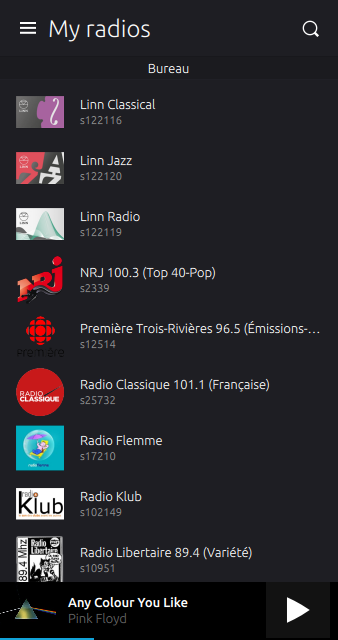 My radios
Bureau
Linn Classical
s122116
Linn Jazz
s122120
Linn Radio
s122119
NRJ
NRJ 100.3 (Top 40-Pop)
s2339
Première
Première Trois-Rivières 96.5 (Émissions-...
s12514
RADIO
CLASSIQUE
Radio Classique 101.1 (Française)
s25732
radio flemme
Radio Flemme
s17210
radio
Klub
Radio Klub
s102149
89.4 Mhz
Radio
Libertaire
Radio Libertaire 89.4 (Variété)
s10951
Any Colour You Like
Pink Floyd